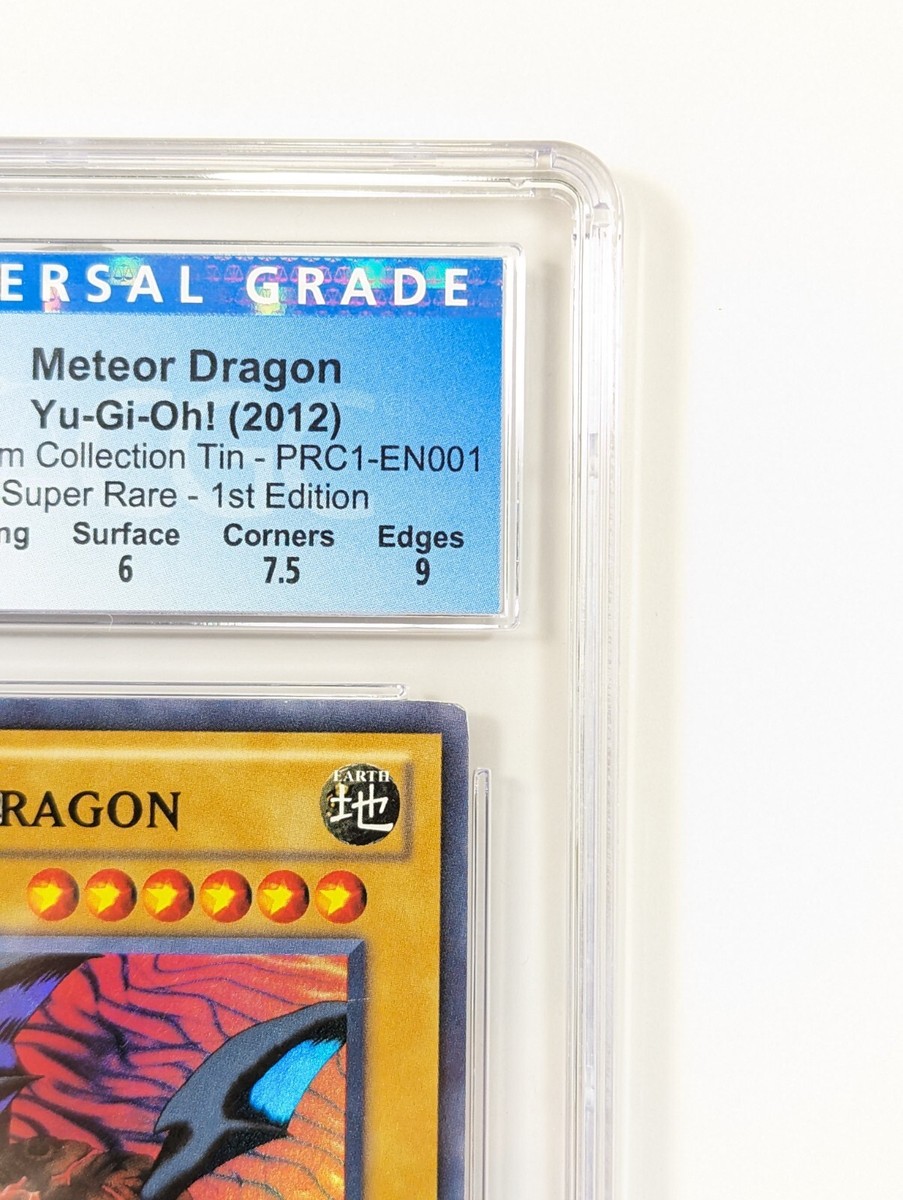 ERSAL GRADE
Meteor Dragon
Yu-Gi-Oh! (2012)
m Collection Tin - PRC1-EN001
Super Rare - 1st Edition
ng Surface Corners Edges
6 7.5 9
RAGON
EARTH
地